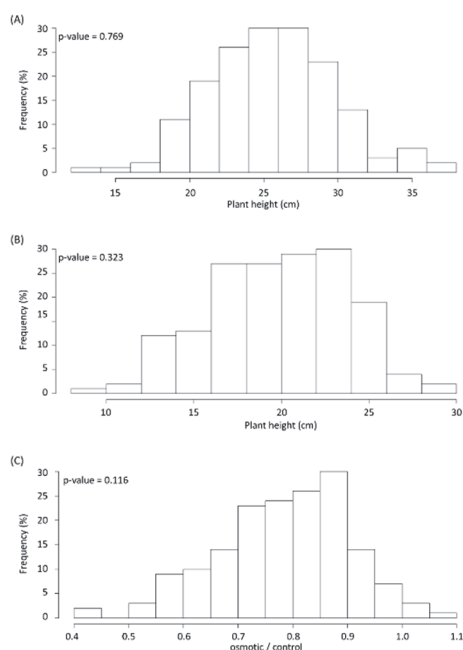 (A)
p-value = 0.769
Frequency (%)
30
25
20
15
10
5
0
15 20 25 30 35
Plant height (cm)
(B)
p-value = 0.323
Frequency (%)
30
25
20
15
10
5
0
10 15 20 25 30
Plant height (cm)
(C)
p-value = 0.116
Frequency (%)
30
25
20
15
10
5
0
0.4 0.5 0.6 0.7 0.8 0.9 1.0 1.1
osmotic / control